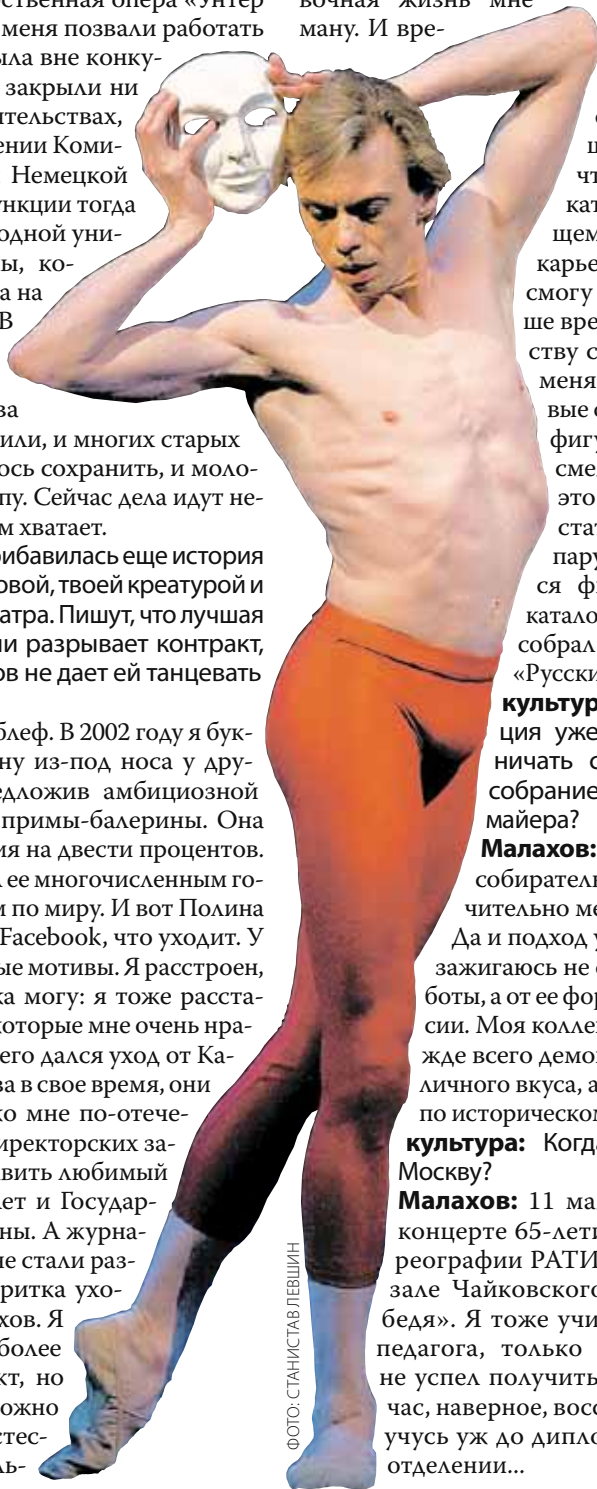 ственная опера «Унтер
меня позвали работать
ыла вне конку-
закрыли ни
ительствах,
ении Коми-
Немецкой
нкции тогда
одной уни-
ы, ко-
а на
В
ва
или, и многих старых
ось сохранить, и моло-
пу. Сейчас дела идут не-
м хватает.
рибавилась еще история
овой, твоей креатурой и
атра. Пишут, что лучшая
ни разрывает контракт,
ов не дает ей танцевать
блеф. В 2002 году я бук-
ну из-под носа у дру-
едложив амбициозной
примы-балерины. Она
ия на двести процентов.
л ее многочисленным го-
м по миру. И вот Полина
Facebook, что уходит. У
ые мотивы. Я расстроен,
ка могу: я тоже расста-
которые мне очень нра-
его дался уход от Ка-
ва в свое время, они
ко мне по-отече-
иректорских за-
авить любимый
лет и Государ-
ны. А журна-
не стали раз-
ритка ухо-
хов. Я
более
кт, но
ожно
стес-
ль-
ФОТО: СТАНИСТАВ ЛЕВШИН
вочная жизнь мне
ману. И вре-
с
щ
чт
кат
щем
карье
смогу
ше вре
ству с
меня
вые
фигу
сме
это
стат
пару
ся ф
катало
собрал
«Русски
культур
ция уже
ничать с
собрание
майера?
Малахов:
собирательн
чительно ме
Да и подход у
зажигаюсь не
боты, а от ее фор
сии. Моя коллек
жде всего демон
личного вкуса, а
по историческом
культура: Когда
Москву?
Малахов: 11 ма
концерте 65-лети
реографии РАТИ
зале Чайковского
бедя». Я тоже учи
педагога, только
не успел получить
час, наверное, восс
учусь уж до дипло
отделении...